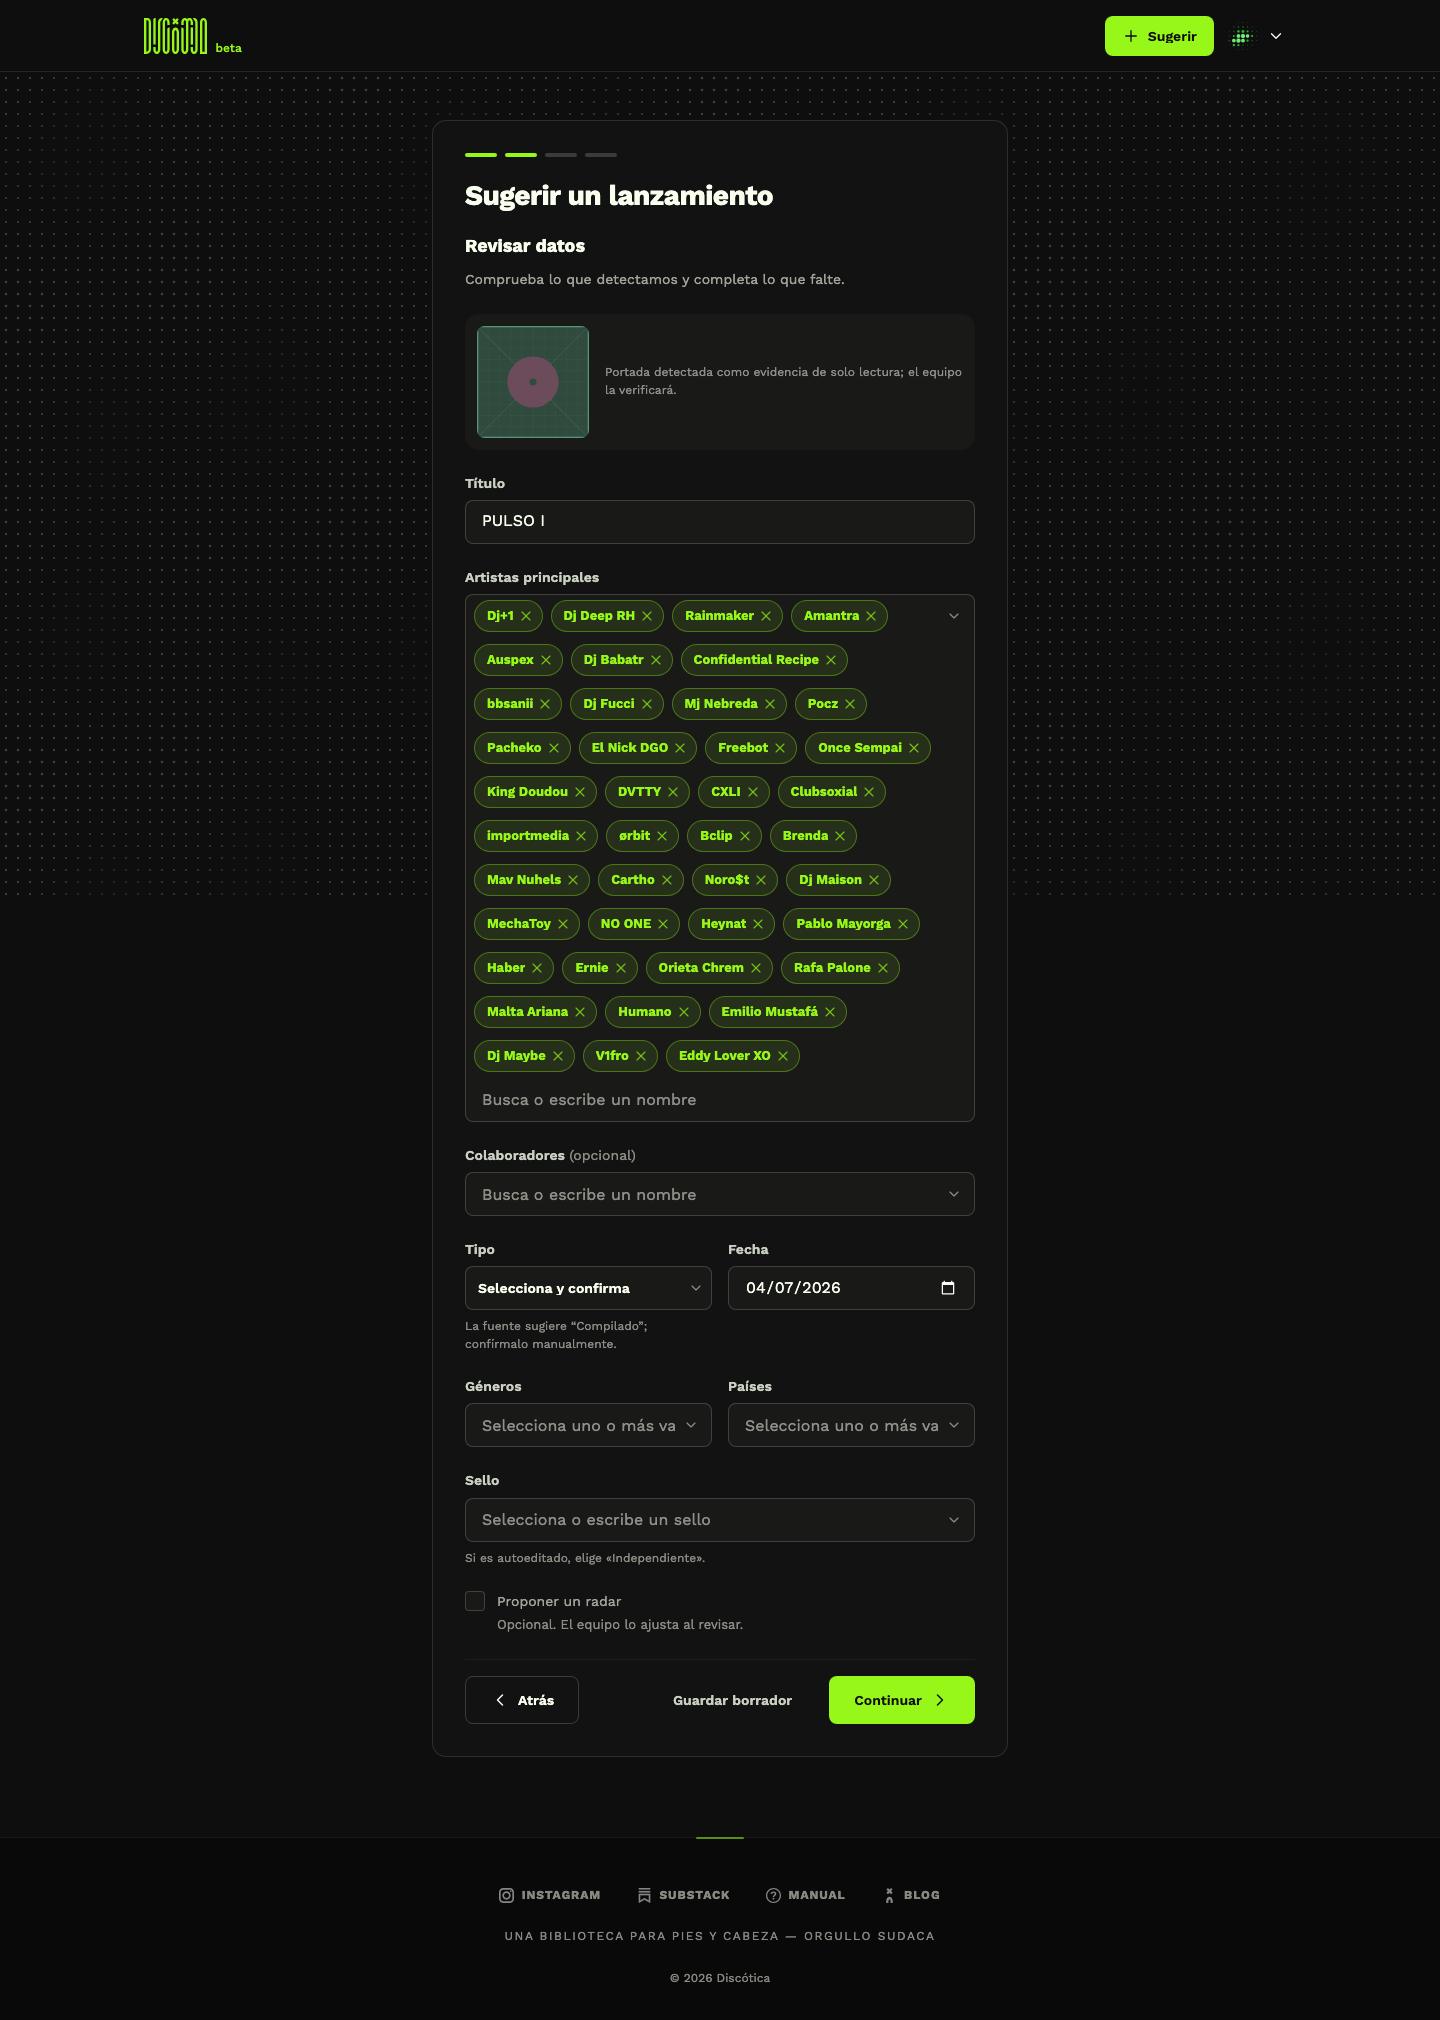 DISCÓTICA beta
Sugerir
Sugerir un lanzamiento
Revisar datos
Comprueba lo que detectamos y completa lo que falte.
Portada detectada como evidencia de solo lectura; el equipo
la verificará.
Título
PULSO I
Artistas principales
Dj+1 Dj Deep RH Rainmaker Amantra
Auspex Dj Babatr Confidential Recipe
bbsanii Dj Fucci Mj Nebreda Pocz
Pacheko El Nick DGO Freebot Once Sempai
King Doudou DVTTY CXLI Clubsoxial
importmedia ørbit Bclip Brenda
Mav Nuhels Cartho Noro$t Dj Maison
MechaToy NO ONE Heynat Pablo Mayorga
Haber Ernie Orieta Chrem Rafa Palone
Malta Ariana Humano Emilio Mustafá
Dj Maybe V1fro Eddy Lover XO
Busca o escribe un nombre
Colaboradores (opcional)
Busca o escribe un nombre
Tipo Fecha
Selecciona y confirma 04/07/2026
La fuente sugiere “Compilado”;
confírmalo manualmente.
Géneros Países
Selecciona uno o más va Selecciona uno o más va
Sello
Selecciona o escribe un sello
Si es autoeditado, elige «Independiente».
Proponer un radar
Opcional. El equipo lo ajusta al revisar.
Atrás Guardar borrador Continuar
INSTAGRAM SUBSTACK MANUAL BLOG
UNA BIBLIOTECA PARA PIES Y CABEZA — ORGULLO SUDACA
© 2026 Discótica